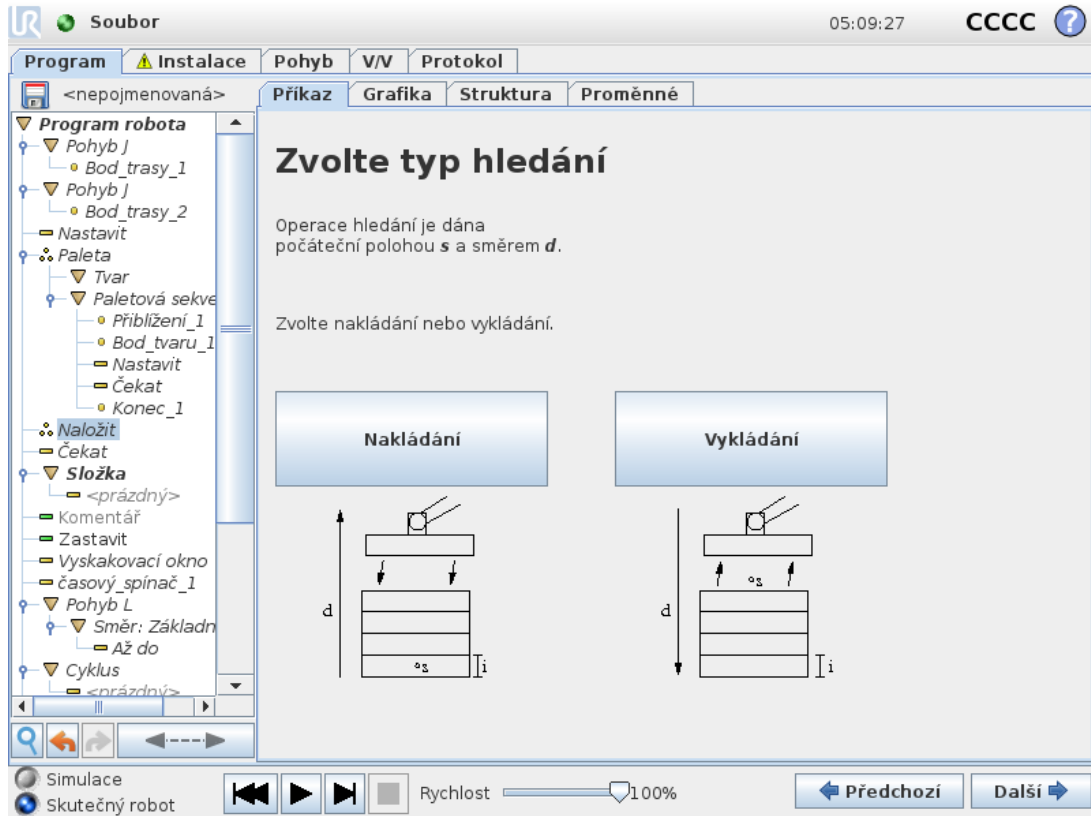 Soubor
05:09:27
CCCC
Program
Instalace
Pohyb
V/V
Protokol
<nepojmenovaná>
Příkaz
Grafika
Struktura
Proměnné
Program robota
Pohyb J
Bod_trasy_1
Pohyb J
Bod_trasy_2
Nastavit
Paleta
Tvar
Paletová sekve
Přiblížení_1
Bod_tvaru_1
Nastavit
Čekat
Konec_1
Naložit
Čekat
Složka
<prázdný>
Komentář
Zastavit
Vyskakovací okno
časový_spínač_1
Pohyb L
Směr: Základn
Až do
Cyklus
<prázdný>
Zvolte typ hledání
Operace hledání je dána
počáteční polohou s a směrem d.
Zvolte nakládání nebo vykládání.
Nakládání
Vykládání
d
s
i
d
s
i
Simulace
Skutečný robot
Rychlost
100%
Předchozí
Další